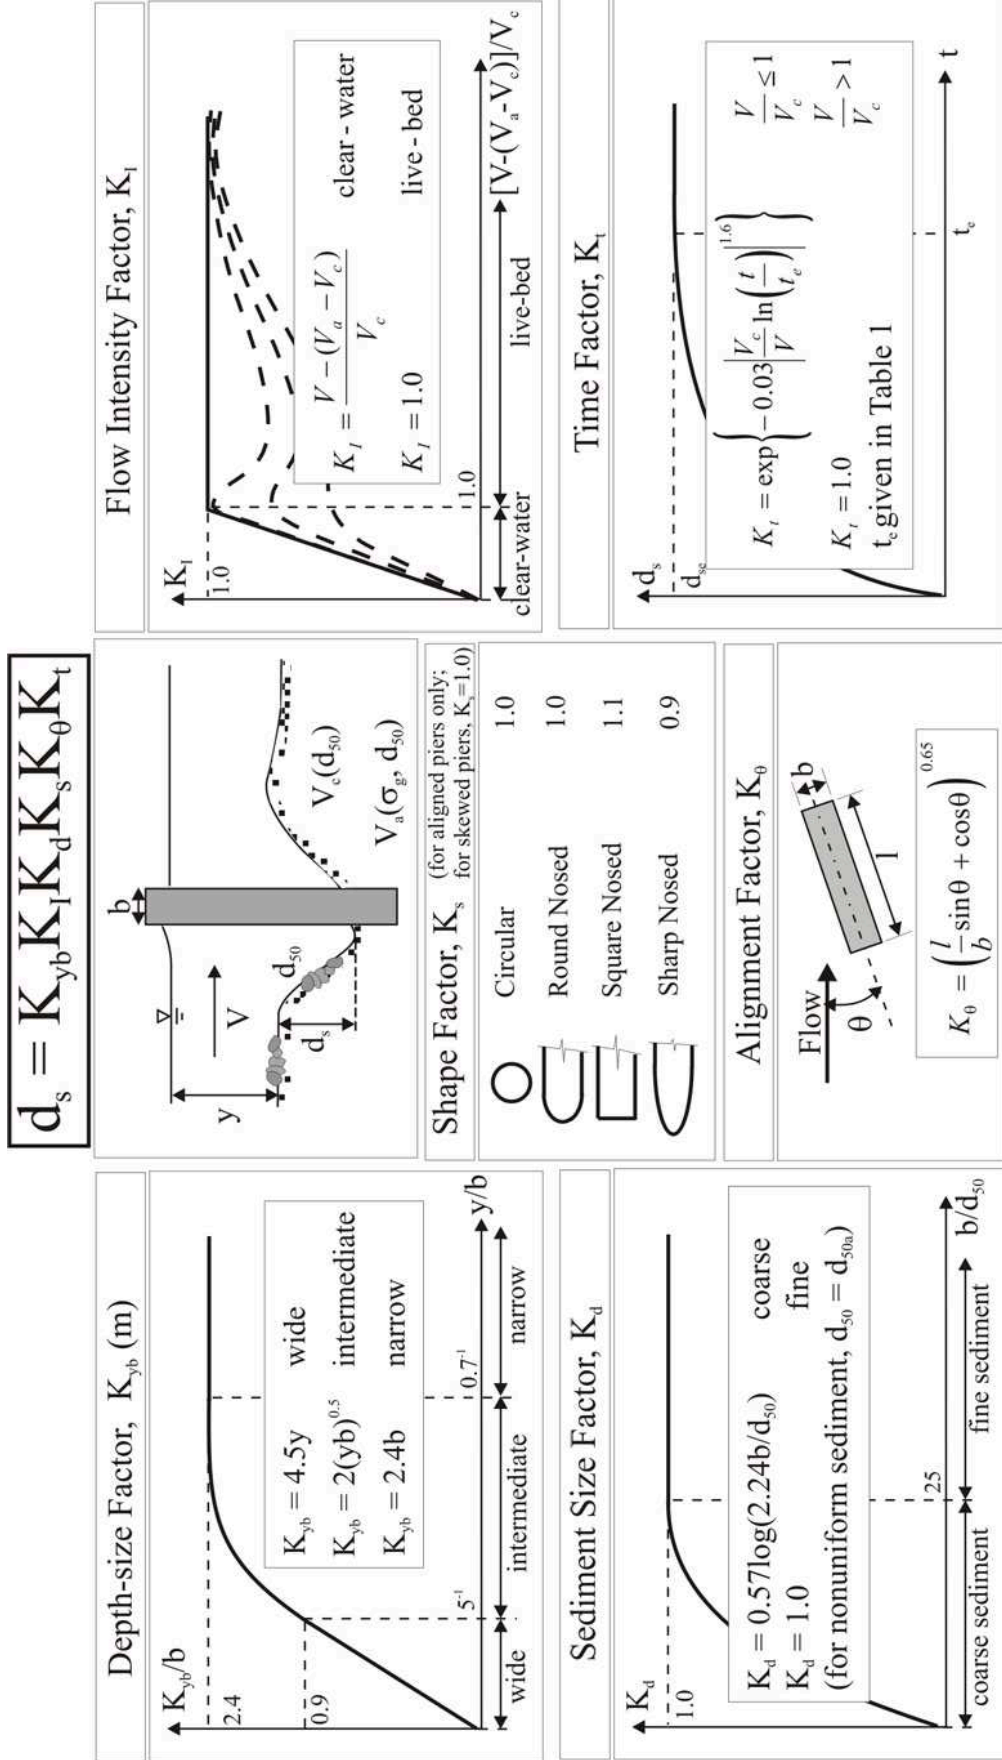 d_s = K_yb K_I K_d K_s K_θ K_t
Depth-size Factor, K_yb (m)
K_yb/b
2.4
0.9
K_yb = 4.5y wide
K_yb = 2(yb)^0.5 intermediate
K_yb = 2.4b narrow
5^-1
0.7^-1
y/b
wide
intermediate
narrow
Sediment Size Factor, K_d
K_d
1.0
K_d = 0.57log(2.24b/d_50) coarse
K_d = 1.0 fine
(for nonuniform sediment, d_50 = d_50a)
25
b/d_50
coarse sediment
fine sediment
b
y
V
d_50
d_s
V_c(d_50)
V_a(σ_g, d_50)
Shape Factor, K_s
(for aligned piers only;
for skewed piers, K_s=1.0)
Circular 1.0
Round Nosed 1.0
Square Nosed 1.1
Sharp Nosed 0.9
Alignment Factor, K_θ
Flow
θ
b
l
K_θ = (l/b sinθ + cosθ)^0.65
Flow Intensity Factor, K_I
K_I
1.0
K_I = (V − (V_a − V_c))/V_c clear - water
K_I = 1.0 live - bed
1.0
[V-(V_a-V_c)]/V_c
clear-water
live-bed
Time Factor, K_t
d_s
d_se
K_t = exp{−0.03|V_c/V ln(t/t_e)|^1.6} V/V_c ≤ 1
K_t = 1.0 V/V_c > 1
t_e given in Table 1
t_e
t